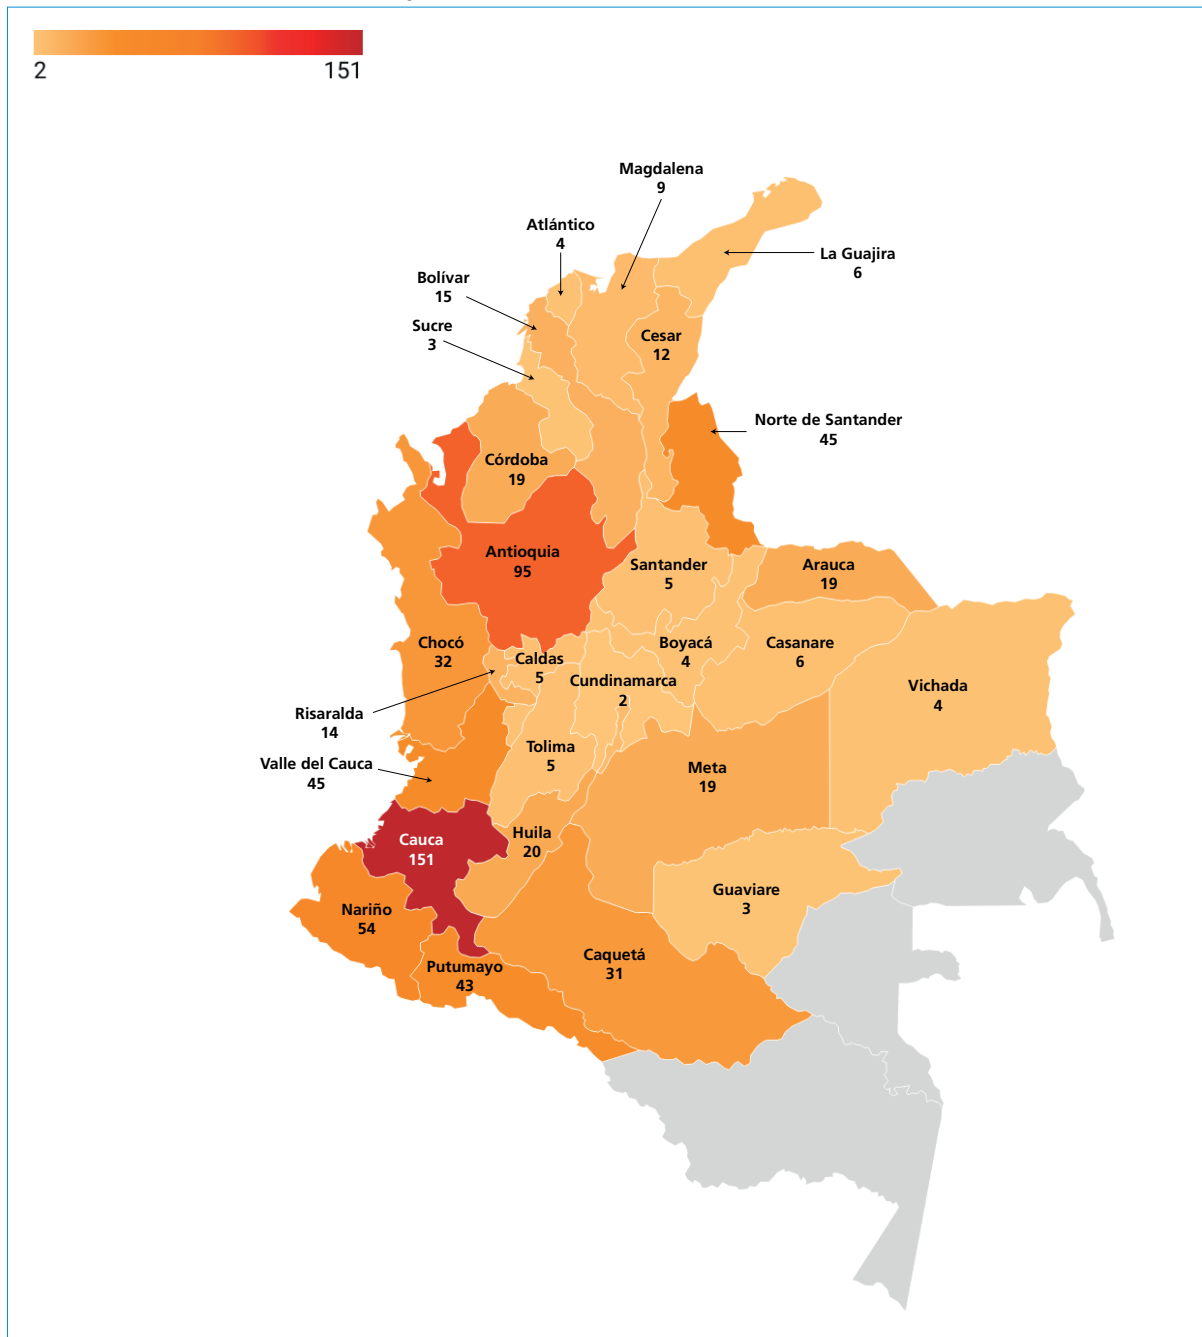 2
151
Magdalena
9
Atlántico
4
La Guajira
6
Bolívar
15
Sucre
3
Cesar
12
Norte de Santander
45
Córdoba
19
Antioquia
95
Santander
5
Arauca
19
Chocó
32
Caldas
5
Boyacá
4
Casanare
6
Cundinamarca
2
Vichada
4
Risaralda
14
Tolima
5
Valle del Cauca
45
Meta
19
Cauca
151
Huila
20
Guaviare
3
Nariño
54
Putumayo
43
Caquetá
31